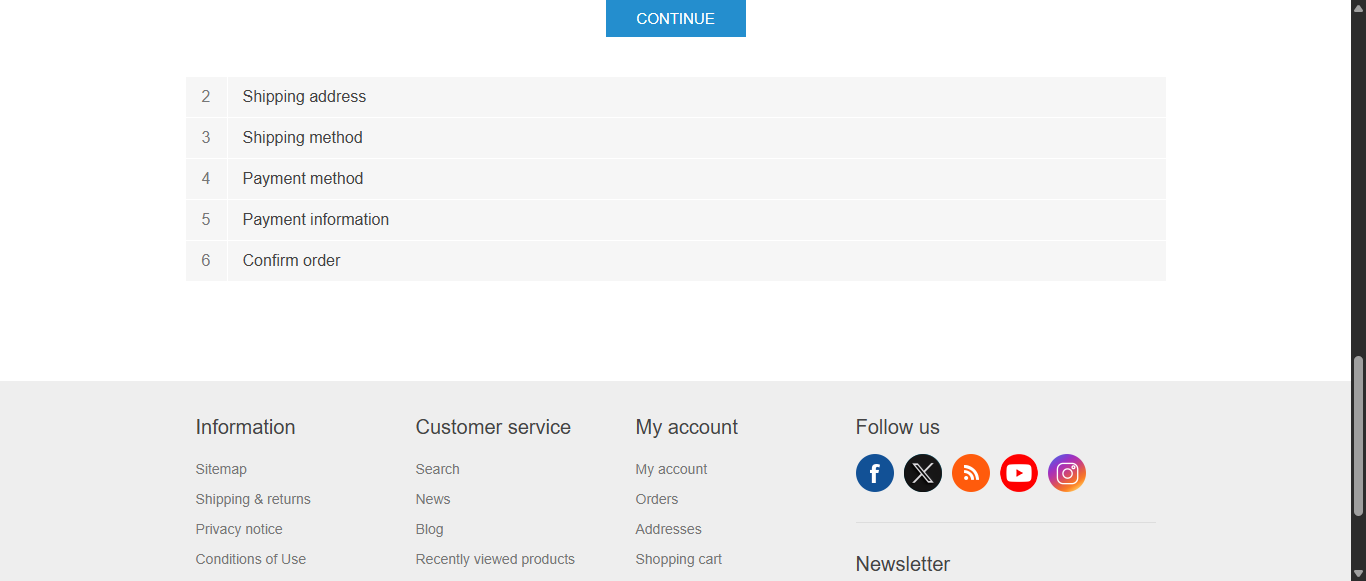 CONTINUE
2 Shipping address
3 Shipping method
4 Payment method
5 Payment information
6 Confirm order
Information
Sitemap
Shipping & returns
Privacy notice
Conditions of Use
Customer service
Search
News
Blog
Recently viewed products
My account
My account
Orders
Addresses
Shopping cart
Follow us
Newsletter